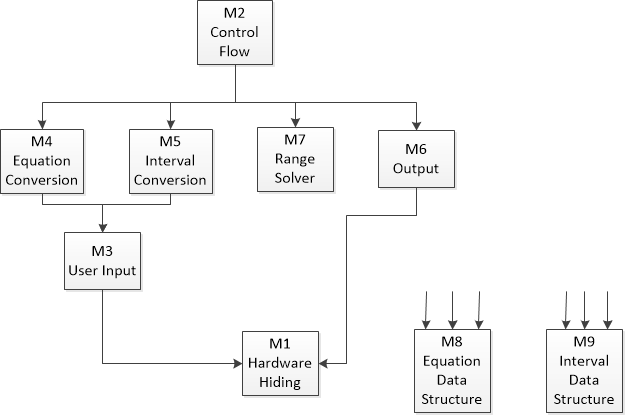 M2
Control
Flow
M4
Equation
Conversion
M5
Interval
Conversion
M7
Range
Solver
M6
Output
M3
User Input
M1
Hardware
Hiding
M8
Equation
Data
Structure
M9
Interval
Data
Structure